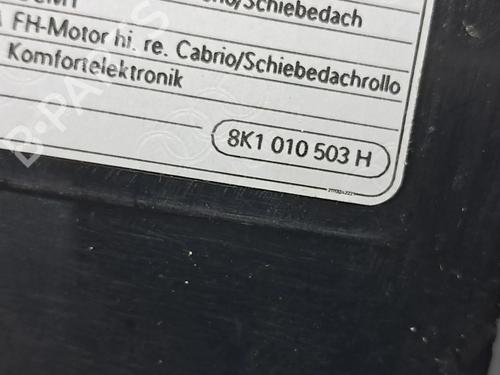 Schiebedach
FH-Motor hi. re. Cabrio/Schiebedachrollo
Komfortelektronik
8K1 010 503 H
B-PARTS